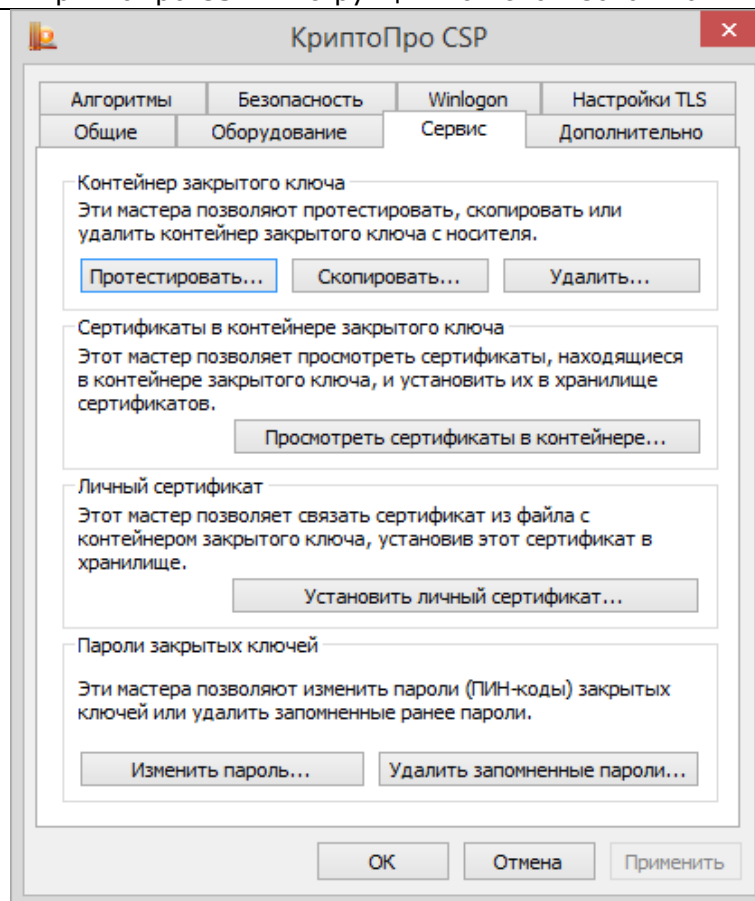 КриптоПро CSP
Алгоритмы Безопасность Winlogon Настройки TLS
Общие Оборудование Сервис Дополнительно
Контейнер закрытого ключа
Эти мастера позволяют протестировать, скопировать или
удалить контейнер закрытого ключа с носителя.
Протестировать... Скопировать... Удалить...
Сертификаты в контейнере закрытого ключа
Этот мастер позволяет просмотреть сертификаты, находящиеся
в контейнере закрытого ключа, и установить их в хранилище
сертификатов.
Просмотреть сертификаты в контейнере...
Личный сертификат
Этот мастер позволяет связать сертификат из файла с
контейнером закрытого ключа, установив этот сертификат в
хранилище.
Установить личный сертификат...
Пароли закрытых ключей
Эти мастера позволяют изменить пароли (ПИН-коды) закрытых
ключей или удалить запомненные ранее пароли.
Изменить пароль... Удалить запомненные пароли...
ОК Отмена Применить